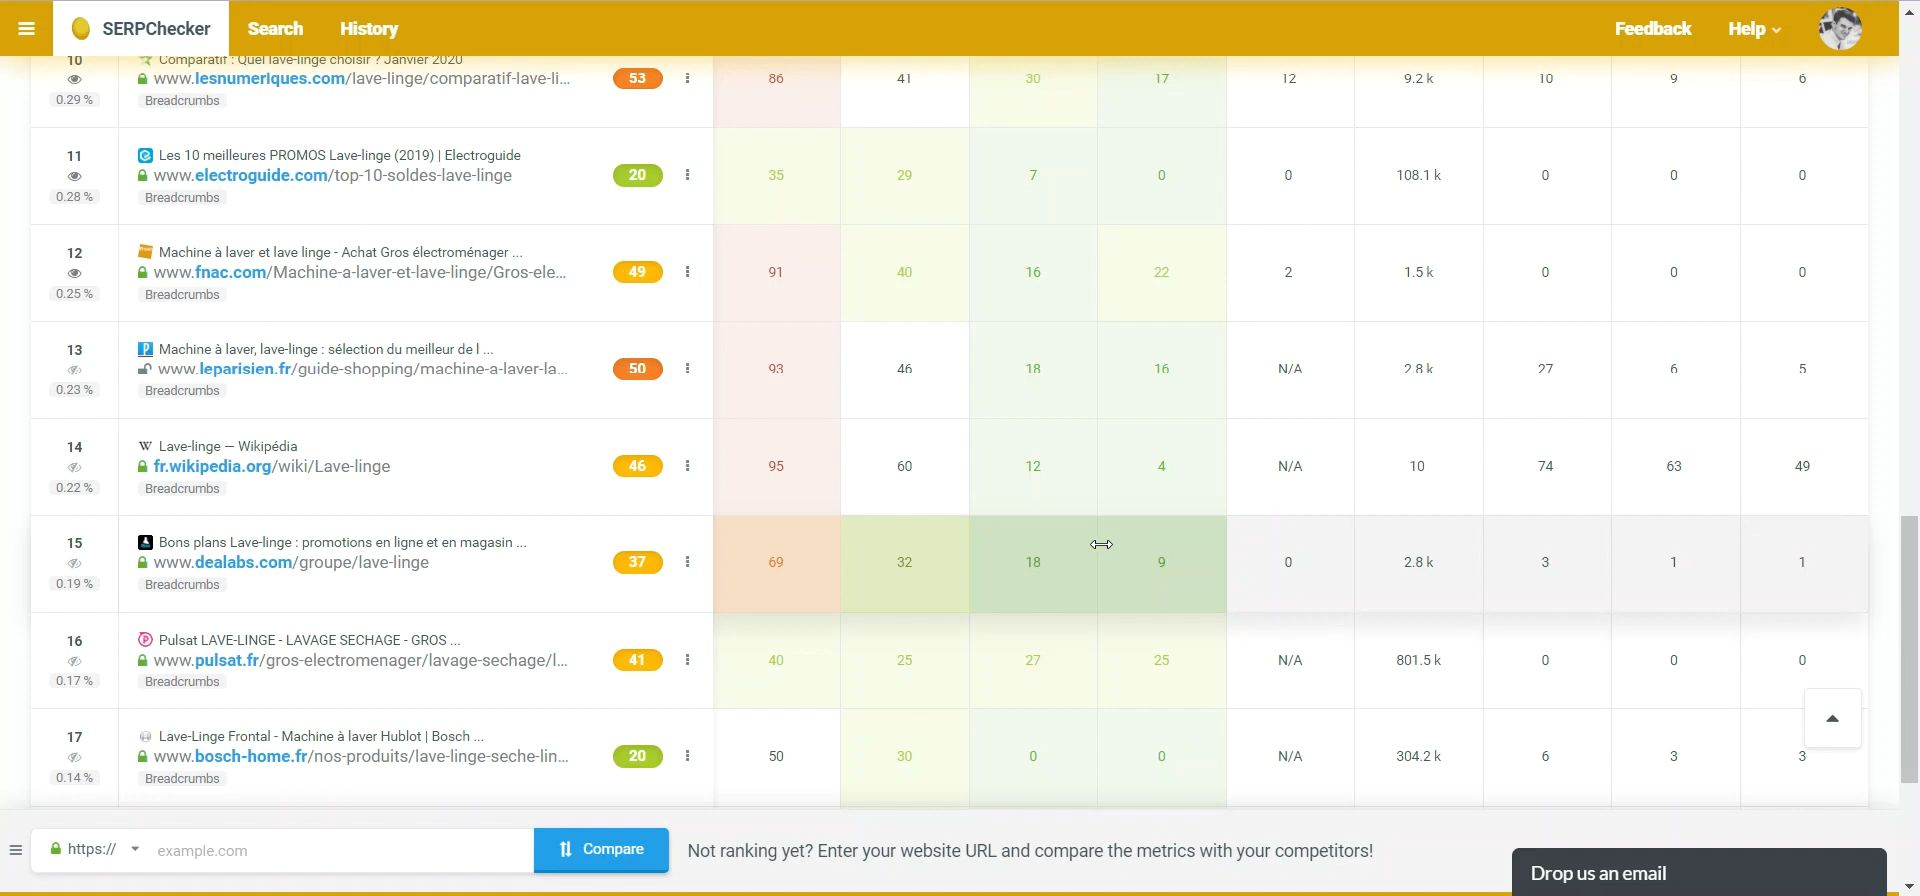 SERPChecker Search History Feedback Help
10 Comparatif : Quel lave-linge choisir ? Janvier 2020
www.lesnumeriques.com/lave-linge/comparatif-lave-li... 53 86 41 30 17 12 9.2 k 10 9 6
0.29 % Breadcrumbs
11 Les 10 meilleures PROMOS Lave-linge (2019) | Electroguide
www.electroguide.com/top-10-soldes-lave-linge 20 35 29 7 0 0 108.1 k 0 0 0
0.28 % Breadcrumbs
12 Machine à laver et lave linge - Achat Gros électroménager ...
www.fnac.com/Machine-a-laver-et-lave-linge/Gros-ele... 49 91 40 16 22 2 1.5 k 0 0 0
0.25 % Breadcrumbs
13 Machine à laver, lave-linge : sélection du meilleur de l ...
www.leparisien.fr/guide-shopping/machine-a-laver-la... 50 93 46 18 16 N/A 2.8 k 27 6 5
0.23 % Breadcrumbs
14 W Lave-linge — Wikipédia
fr.wikipedia.org/wiki/Lave-linge 46 95 60 12 4 N/A 10 74 63 49
0.22 % Breadcrumbs
15 Bons plans Lave-linge : promotions en ligne et en magasin ...
www.dealabs.com/groupe/lave-linge 37 69 32 18 9 0 2.8 k 3 1 1
0.19 % Breadcrumbs
16 Pulsat LAVE-LINGE - LAVAGE SECHAGE - GROS ...
www.pulsat.fr/gros-electromenager/lavage-sechage/l... 41 40 25 27 25 N/A 801.5 k 0 0 0
0.17 % Breadcrumbs
17 Lave-Linge Frontal - Machine à laver Hublot | Bosch ...
www.bosch-home.fr/nos-produits/lave-linge-seche-lin... 20 50 30 0 0 N/A 304.2 k 6 3 3
0.14 % Breadcrumbs
https:// example.com Compare Not ranking yet? Enter your website URL and compare the metrics with your competitors!
Drop us an email